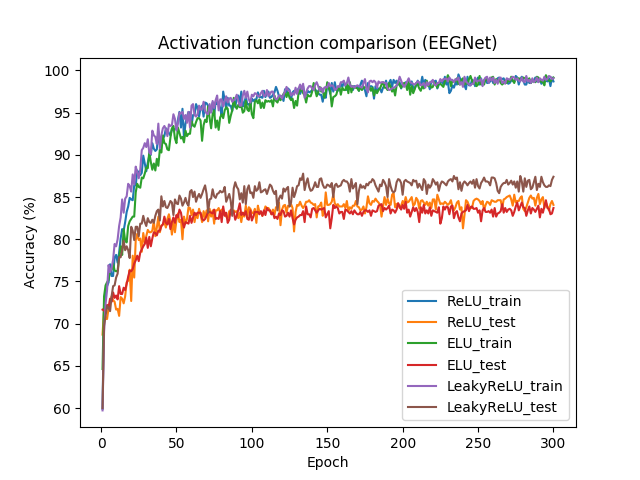 Activation function comparison (EEGNet)
Accuracy (%)
100
95
90
85
80
75
70
65
60
ReLU_train
ReLU_test
ELU_train
ELU_test
LeakyReLU_train
LeakyReLU_test
0 50 100 150 200 250 300
Epoch